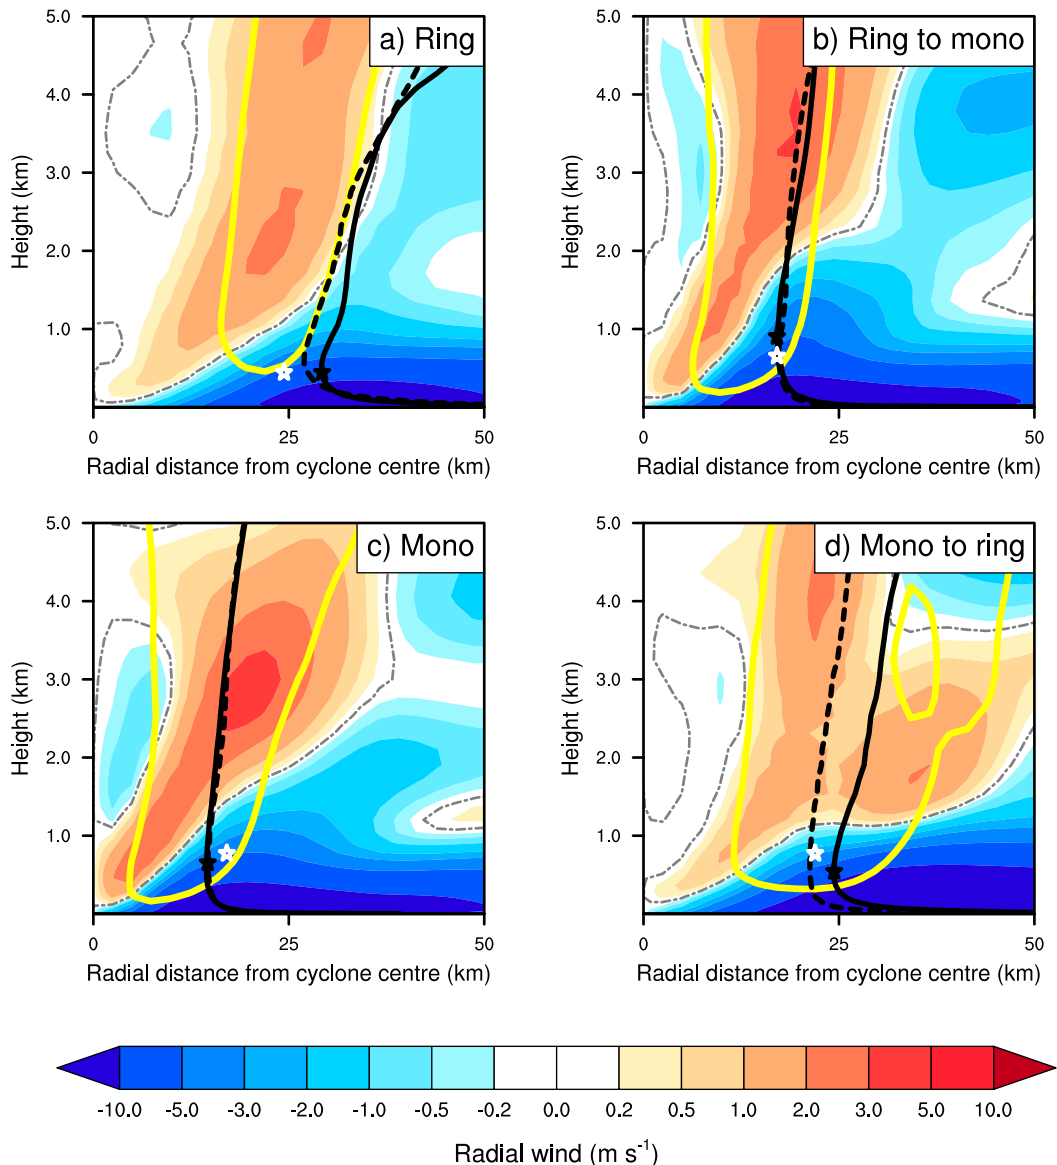 a) Ring
5.0
4.0
3.0
2.0
1.0
Height (km)
0
25
50
Radial distance from cyclone centre (km)
b) Ring to mono
5.0
4.0
3.0
2.0
1.0
Height (km)
0
25
50
Radial distance from cyclone centre (km)
c) Mono
5.0
4.0
3.0
2.0
1.0
Height (km)
0
25
50
Radial distance from cyclone centre (km)
d) Mono to ring
5.0
4.0
3.0
2.0
1.0
Height (km)
0
25
50
Radial distance from cyclone centre (km)
-10.0 -5.0 -3.0 -2.0 -1.0 -0.5 -0.2 0.0 0.2 0.5 1.0 2.0 3.0 5.0 10.0
Radial wind (m s⁻¹)